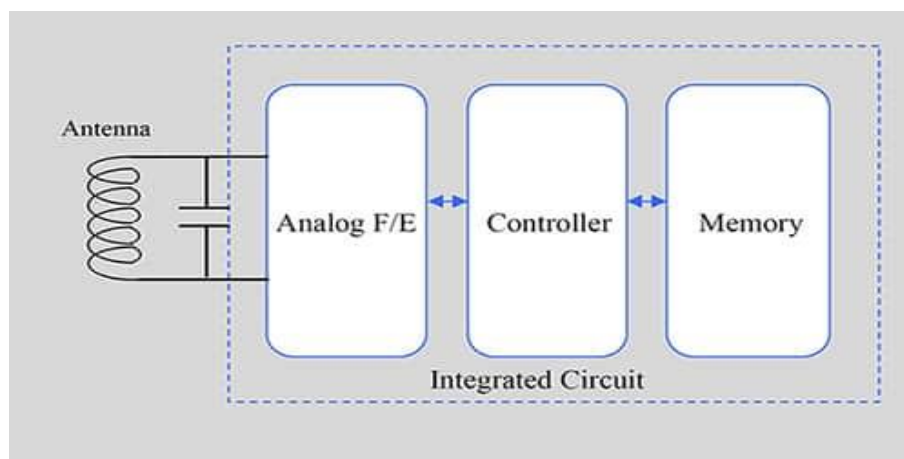 Antenna
Analog F/E
Controller
Memory
Integrated Circuit